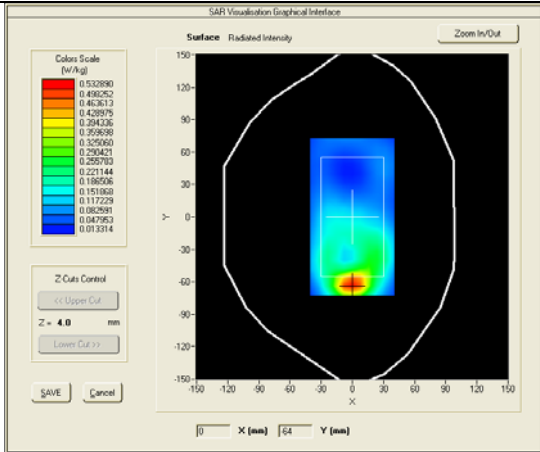 SAR Visualisation Graphical Interface
Surface Radiated Intensity
Zoom In/Out
Colors Scale
(W/kg)
0.532890
0.498252
0.463613
0.428975
0.394336
0.359698
0.325060
0.290421
0.255783
0.221144
0.186506
0.151868
0.117229
0.082591
0.047953
0.013314
Z Cuts Control
<< Upper Cut
Z = 4.0 mm
Lower Cut >>
SAVE Cancel
150
120
90
60
30
0
-30
-60
-90
-120
-150
Y
-150 -120 -90 -60 -30 0 30 60 90 120 150
X
0 X (mm) -64 Y (mm)